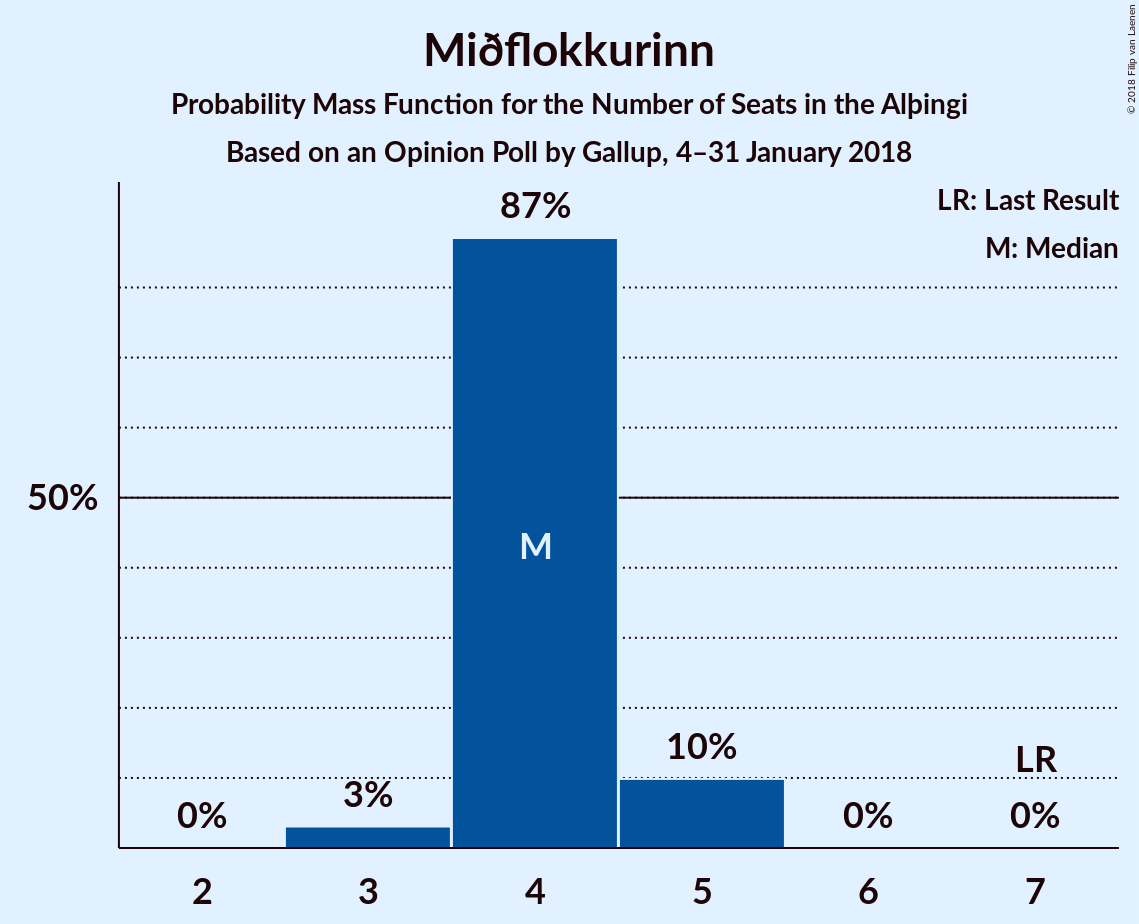 Miðflokkurinn
Probability Mass Function for the Number of Seats in the Alþingi
Based on an Opinion Poll by Gallup, 4–31 January 2018
© 2018 Filip van Laenen
LR: Last Result
M: Median
87%
50%
M
10%
LR
3%
0%
0%
0%
2
3
4
5
6
7